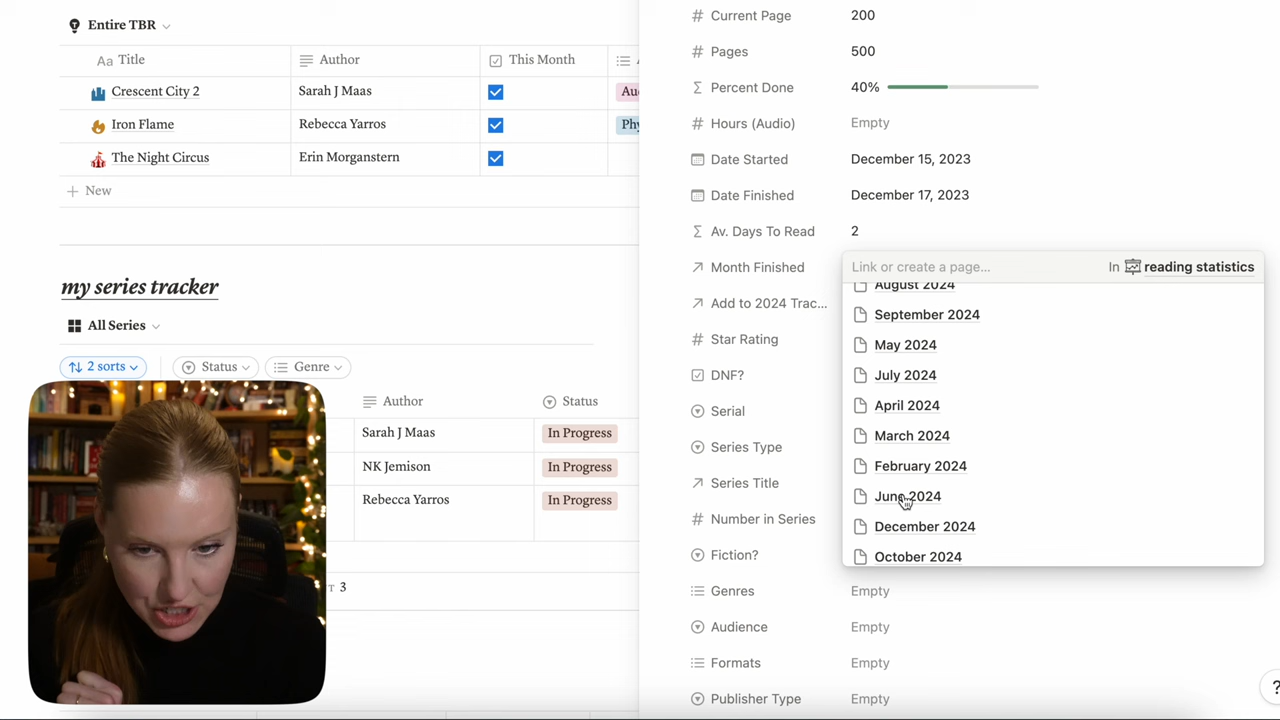 Entire TBR
Aa Title Author This Month
Crescent City 2 Sarah J Maas Au
Iron Flame Rebecca Yarros Phy
The Night Circus Erin Morganstern
+ New
my series tracker
All Series
2 sorts Status Genre
Author Status
Sarah J Maas In Progress
NK Jemison In Progress
Rebecca Yarros In Progress
3
# Current Page 200
# Pages 500
Σ Percent Done 40%
# Hours (Audio) Empty
Date Started December 15, 2023
Date Finished December 17, 2023
Σ Av. Days To Read 2
Month Finished Link or create a page... In reading statistics
August 2024
Add to 2024 Trac...
September 2024
# Star Rating May 2024
DNF? July 2024
Serial April 2024
Series Type March 2024
February 2024
Series Title June 2024
# Number in Series December 2024
Fiction? October 2024
Genres Empty
Audience Empty
Formats Empty
Publisher Type Empty
?